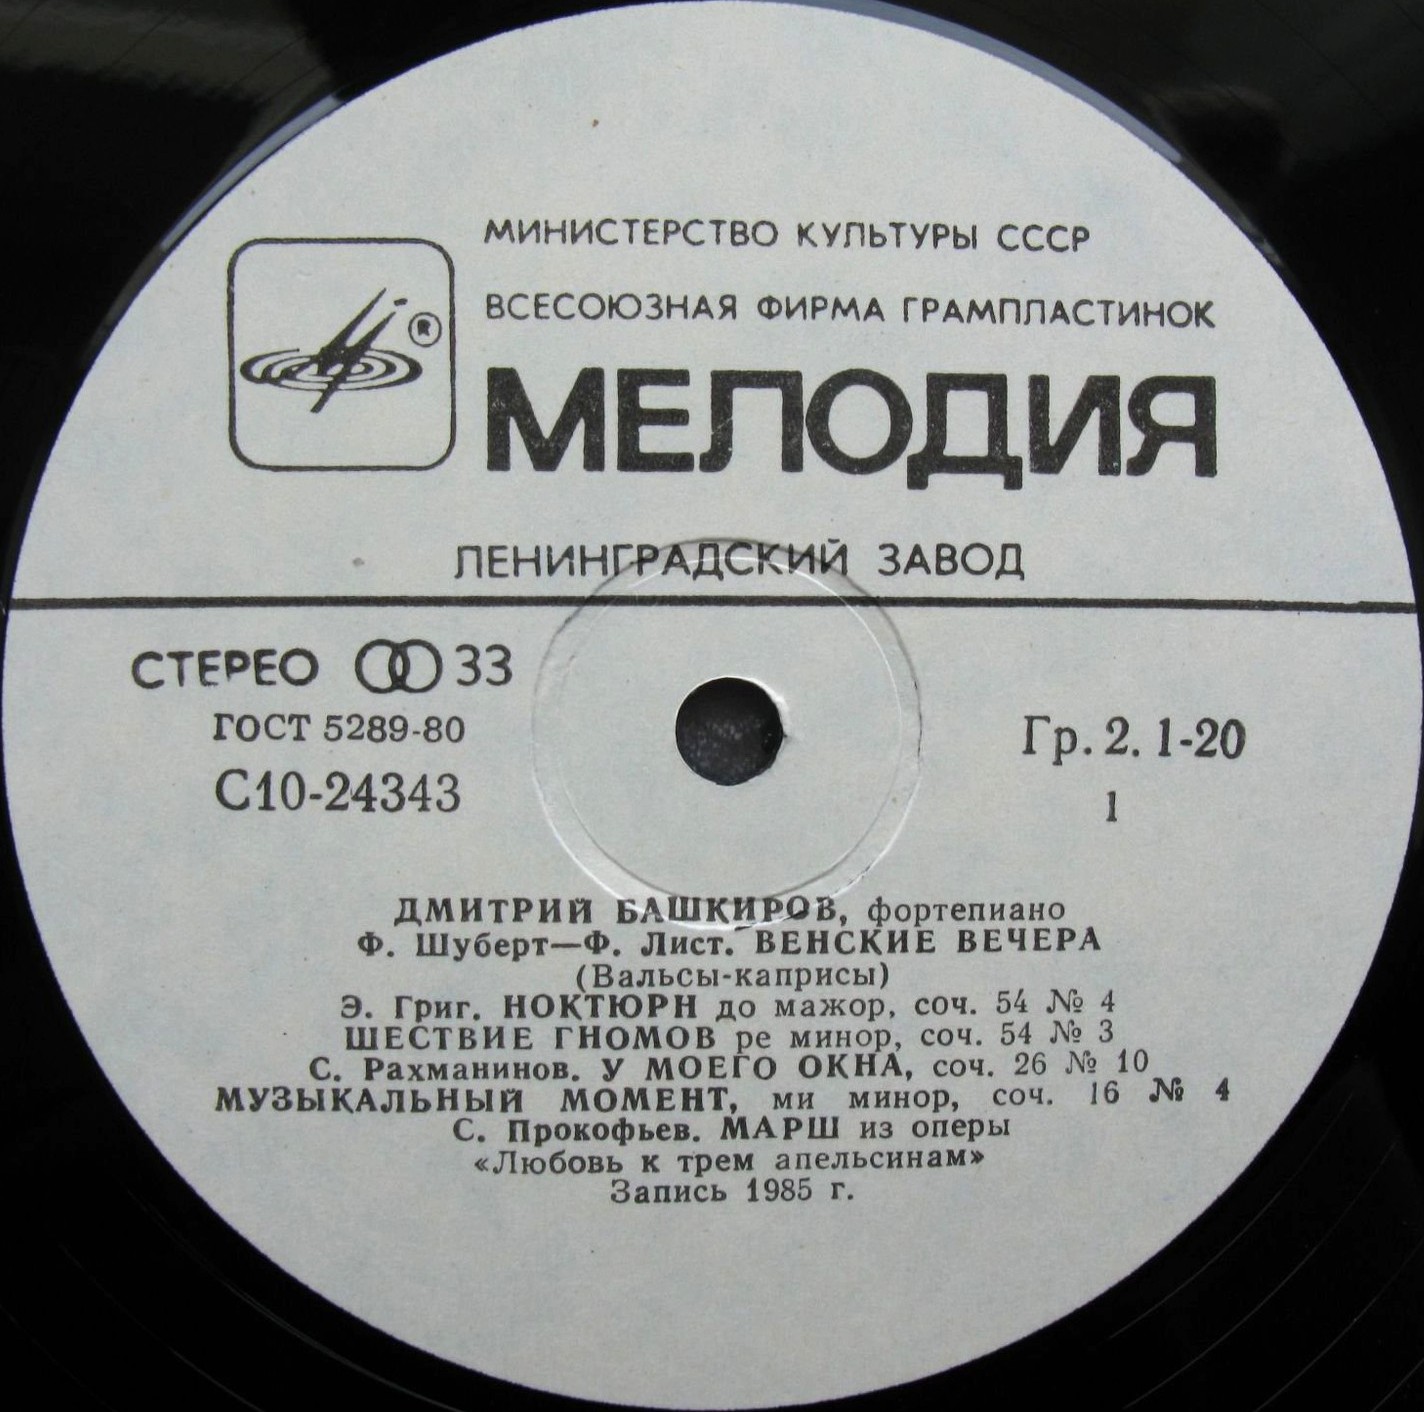 МИНИСТЕРСТВО КУЛЬТУРЫ СССР
ВСЕСОЮЗНАЯ ФИРМА ГРАМПЛАСТИНОК
®
МЕЛОДИЯ
ЛЕНИНГРАДСКИЙ ЗАВОД
СТЕРЕО 33
ГОСТ 5289-80
С10-24343
Гр. 2. 1-20
1
ДМИТРИЙ БАШКИРОВ, фортепиано
Ф. Шуберт—Ф. Лист. ВЕНСКИЕ ВЕЧЕРА
(Вальсы-каприсы)
Э. Григ. НОКТЮРН до мажор, соч. 54 № 4
ШЕСТВИЕ ГНОМОВ ре минор, соч. 54 № 3
С. Рахманинов. У МОЕГО ОКНА, соч. 26 № 10
МУЗЫКАЛЬНЫЙ МОМЕНТ, ми минор, соч. 16 № 4
С. Прокофьев. МАРШ из оперы
«Любовь к трем апельсинам»
Запись 1985 г.